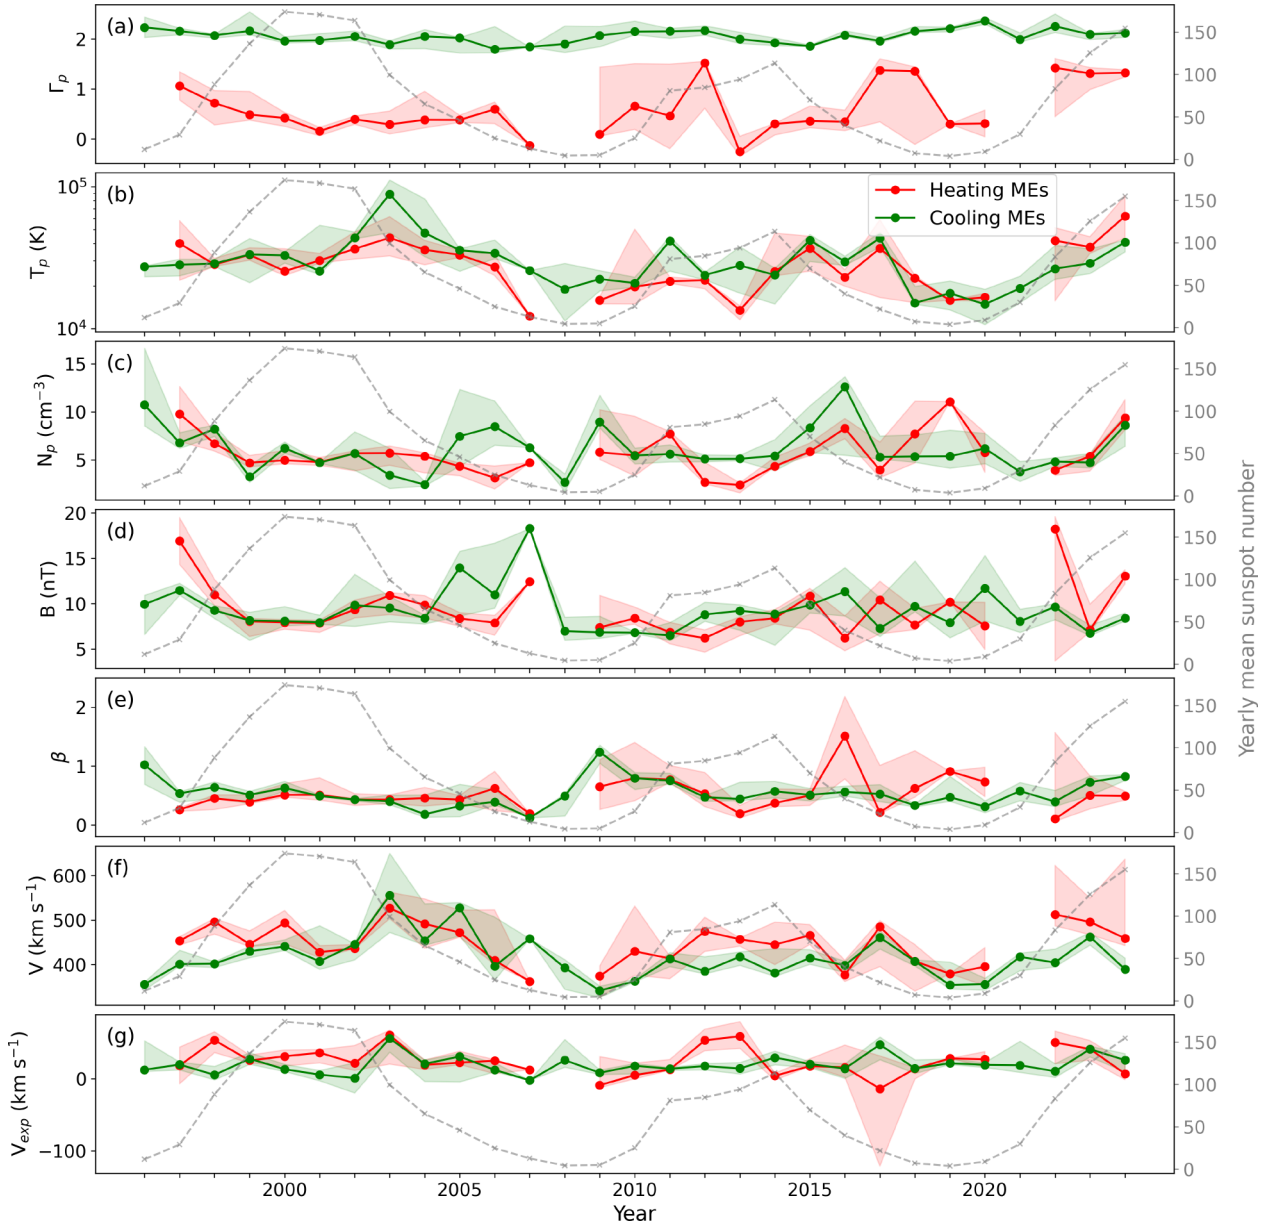 (a)
Γp
2
1
0
150
100
50
0
(b)
Tp (K)
10^5
10^4
Heating MEs
Cooling MEs
150
100
50
0
(c)
Np (cm−3)
15
10
5
150
100
50
0
(d)
B (nT)
20
15
10
5
150
100
50
0
(e)
β
2
1
0
150
100
50
0
(f)
V (km s−1)
600
500
400
150
100
50
0
(g)
Vexp (km s−1)
0
−100
150
100
50
0
Yearly mean sunspot number
2000 2005 2010 2015 2020
Year